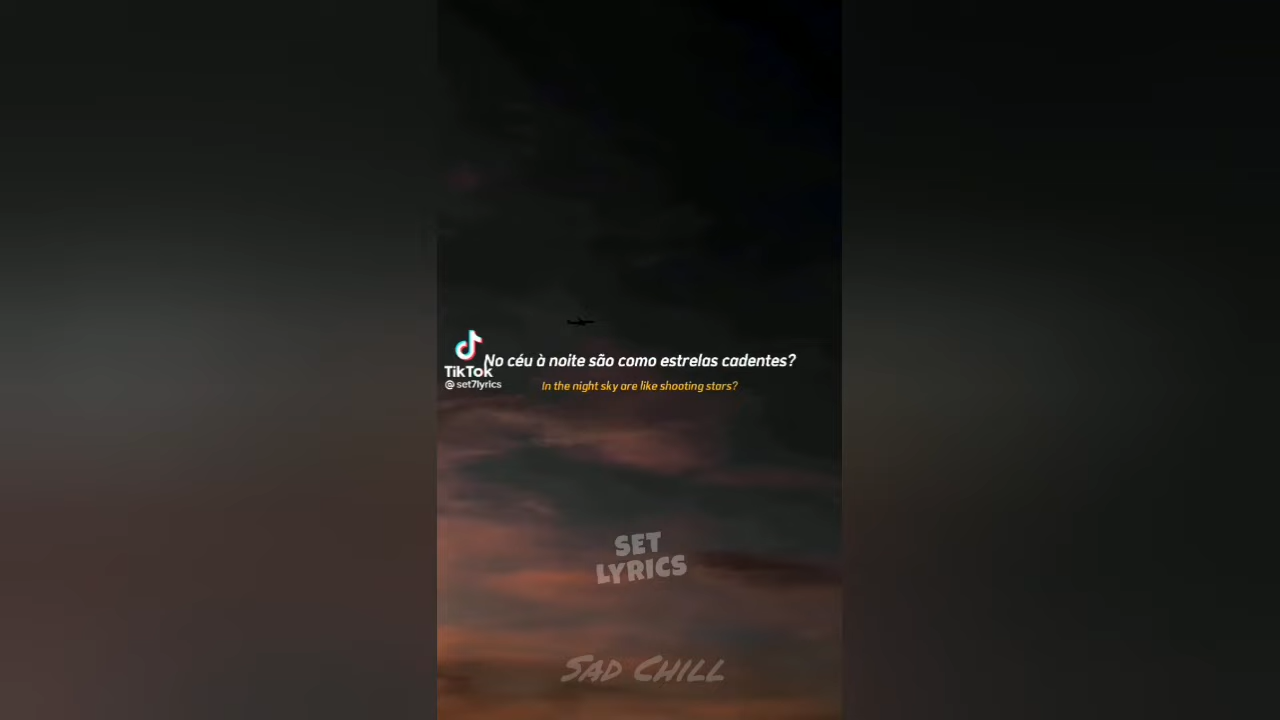 No céu à noite são como estrelas cadentes?
In the night sky are like shooting stars?
TikTok
@set7lyrics
SET
LYRICS
SAD CHILL